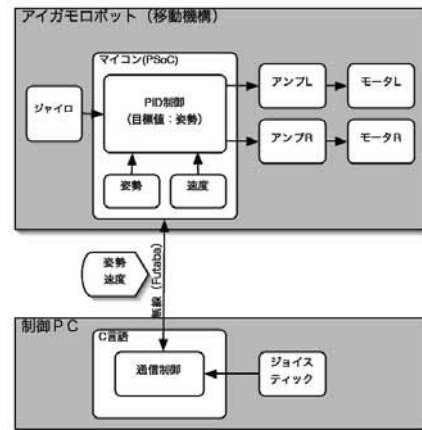 アイガモロボット（移動機構）
マイコン(PSoC)
ジャイロ
PID制御
（目標値：姿勢）
アンプL
モータL
アンプR
モータR
姿勢
速度
姿勢
速度
無線（Futaba）
制御ＰＣ
C言語
通信制御
ジョイス
ティック